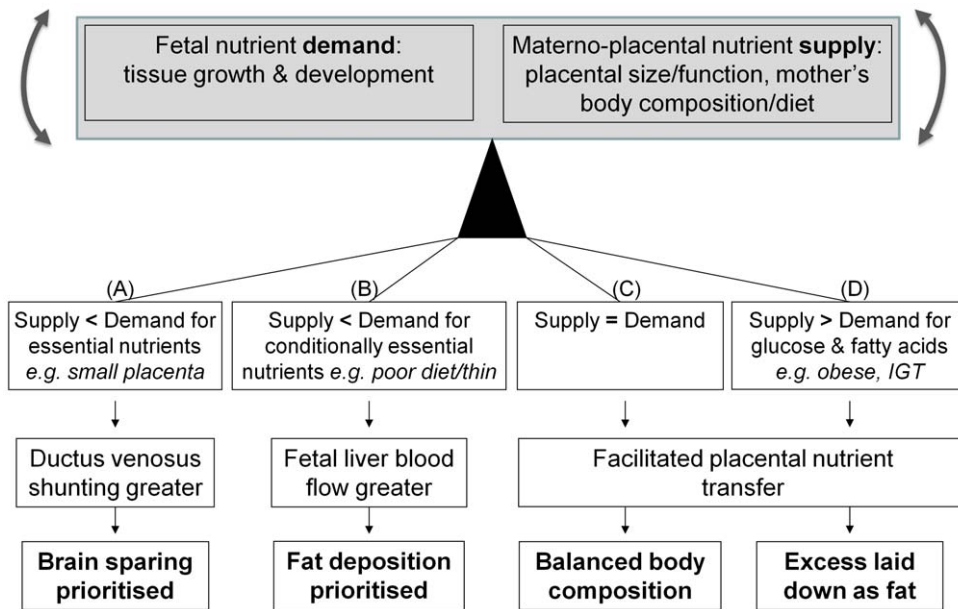 Fetal nutrient demand:
tissue growth & development
Materno-placental nutrient supply:
placental size/function, mother's
body composition/diet
(A)
(B)
(C)
(D)
Supply < Demand for
essential nutrients
e.g. small placenta
Supply < Demand for
conditionally essential
nutrients e.g. poor diet/thin
Supply = Demand
Supply > Demand for
glucose & fatty acids
e.g. obese, IGT
Ductus venosus
shunting greater
Fetal liver blood
flow greater
Facilitated placental nutrient
transfer
Brain sparing
prioritised
Fat deposition
prioritised
Balanced body
composition
Excess laid
down as fat